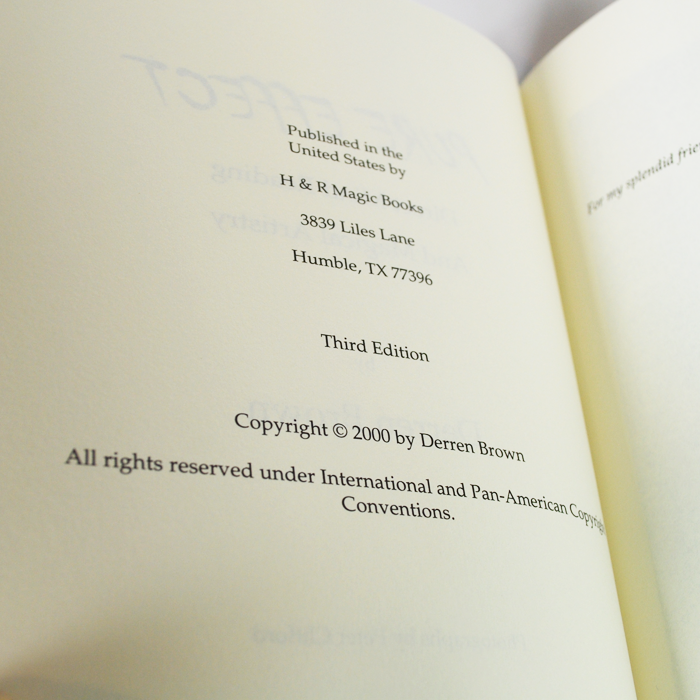 Published in the
United States by
H & R Magic Books
3839 Liles Lane
Humble, TX 77396
Third Edition
Copyright © 2000 by Derren Brown
All rights reserved under International and Pan-American Copyright
Conventions.
For my splendid